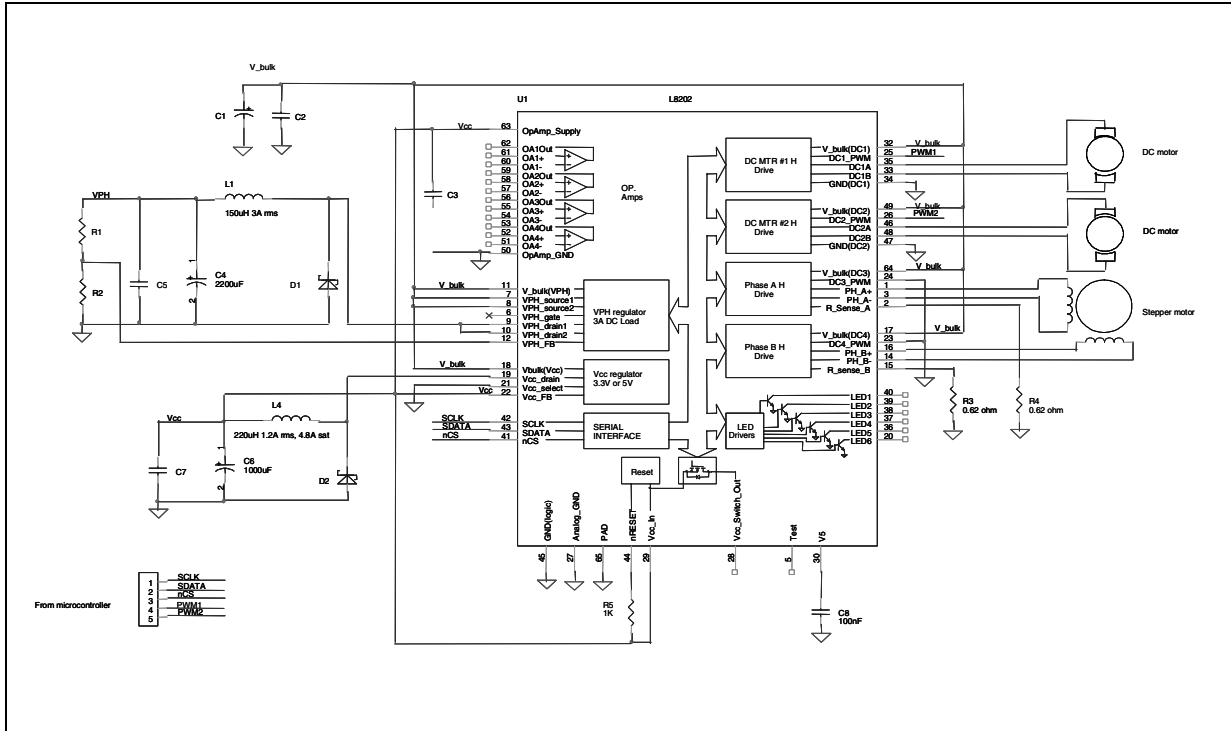 V_bulk
C1
C2
U1
L8202
Vcc
63
OpAmp_Supply
62
OA1Out
61
OA1+
60
OA1-
59
OA2Out
58
OA2+
57
OA2-
56
OA3Out
55
OA3+
54
OA3-
53
OA4Out
52
OA4+
51
OA4-
50
OpAmp_GND
OP.
Amps
C3
VPH
L1
150uH 3A rms
R1
R2
C5
1
C4
2200uF
2
D1
V_bulk
11
V_bulk(VPH)
7
VPH_source1
8
VPH_source2
6
VPH_gate
9
VPH_drain1
10
VPH_drain2
12
VPH_FB
VPH regulator
3A DC Load
V_bulk
18
Vbulk(Vcc)
19
Vcc_drain
21
Vcc_select
Vcc
22
Vcc_FB
Vcc regulator
3.3V or 5V
SCLK
42
SCLK
SDATA
43
SDATA
nCS
41
nCS
SERIAL
INTERFACE
Vcc
L4
220uH 1.2A rms, 4.8A sat
C7
1
C6
1000uF
2
D2
DC MTR #1 H
Drive
V_bulk(DC1)
32
V_bulk
DC1_PWM
25
PWM1
DC1A
35
DC1B
33
GND(DC1)
34
DC motor
DC MTR #2 H
Drive
V_bulk(DC2)
49
V_bulk
DC2_PWM
26
PWM2
DC2A
46
DC2B
48
GND(DC2)
47
DC motor
Phase A H
Drive
V_bulk(DC3)
64
V_bulk
DC3_PWM
24
PH_A+
1
PH_A-
3
R_Sense_A
2
Stepper motor
Phase B H
Drive
V_bulk(DC4)
17
V_bulk
DC4_PWM
23
PH_B+
16
PH_B-
14
R_sense_B
15
R3
0.62 ohm
R4
0.62 ohm
LED
Drivers
LED1
40
LED2
39
LED3
38
LED4
37
LED5
36
LED6
20
Reset
GND(logic)
45
Analog_GND
27
PAD
65
nRESET
44
Vcc_In
29
Vcc_Switch_Out
28
Test
5
V5
30
R5
1K
C8
100nF
From microcontroller
1
SCLK
2
SDATA
3
nCS
4
PWM1
5
PWM2